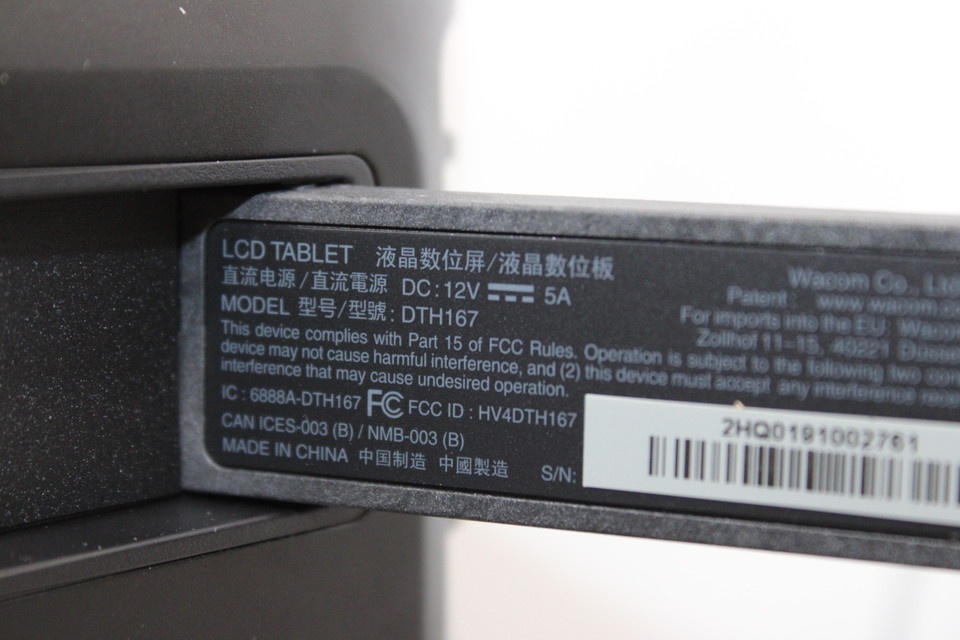 LCD TABLET 液晶数位屏/液晶數位板
直流电源/直流電源 DC:12V 5A
MODEL 型号/型號: DTH167
This device complies with Part 15 of FCC Rules. Operation is subject to the following two
device may not cause harmful interference, and (2) this device must accept any interference
interference that may cause undesired operation.
IC : 6888A-DTH167 FC FCC ID : HV4DTH167
CAN ICES-003 (B) / NMB-003 (B)
MADE IN CHINA 中国制造 中國製造 S/N:
Wacom Co., Ltd
Patent: www.wacom
For imports into the EU: Waco
Zollhof 11-15, 40221
2HQ0191002761